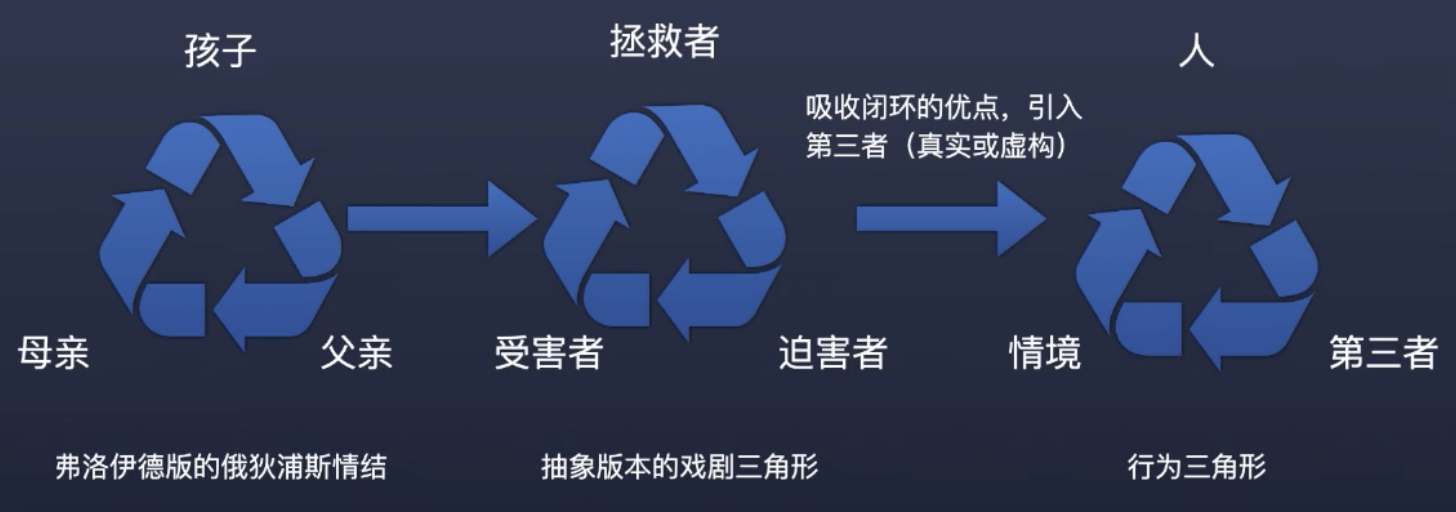 孩子
拯救者
人
吸收闭环的优点，引入
第三者（真实或虚构）
母亲
父亲
受害者
迫害者
情境
第三者
弗洛伊德版的俄狄浦斯情结
抽象版本的戏剧三角形
行为三角形